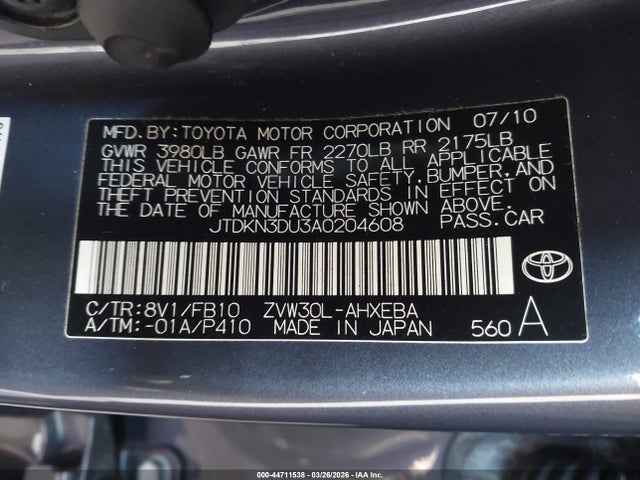 MFD.BY:TOYOTA MOTOR CORPORATION 07/10
GVWR 3980LB GAWR FR 2270LB RR 2175LB
THIS VEHICLE CONFORMS TO ALL APPLICABLE
FEDERAL MOTOR VEHICLE SAFETY,BUMPER,AND
THEFT PREVENTION STANDARDS IN EFFECT ON
THE DATE OF MANUFACTURE SHOWN ABOVE.
JTDKN3DU3A0204608 PASS.CAR
C/TR:8V1/FB10 ZVW30L-AHXEBA
A/TM:-01A/P410 MADE IN JAPAN 560 A
000-44711538 | 03/26/2026 - IAA Inc.